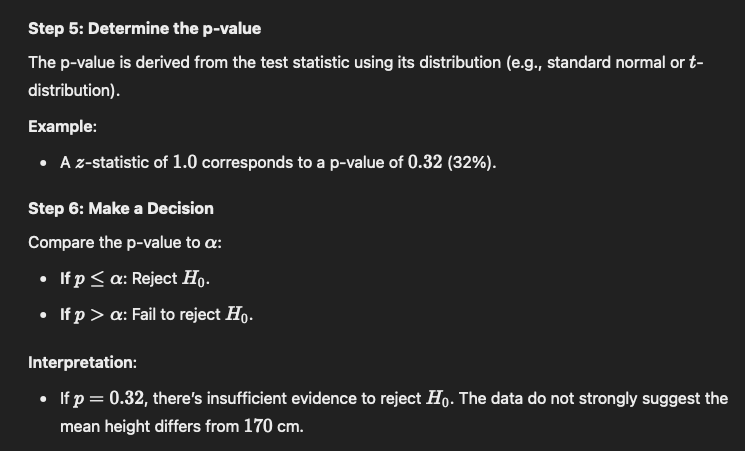 Step 5: Determine the p-value
The p-value is derived from the test statistic using its distribution (e.g., standard normal or t-
distribution).
Example:
• A z-statistic of 1.0 corresponds to a p-value of 0.32 (32%).
Step 6: Make a Decision
Compare the p-value to α:
• If p ≤ α: Reject H₀.
• If p > α: Fail to reject H₀.
Interpretation:
• If p = 0.32, there's insufficient evidence to reject H₀. The data do not strongly suggest the
mean height differs from 170 cm.